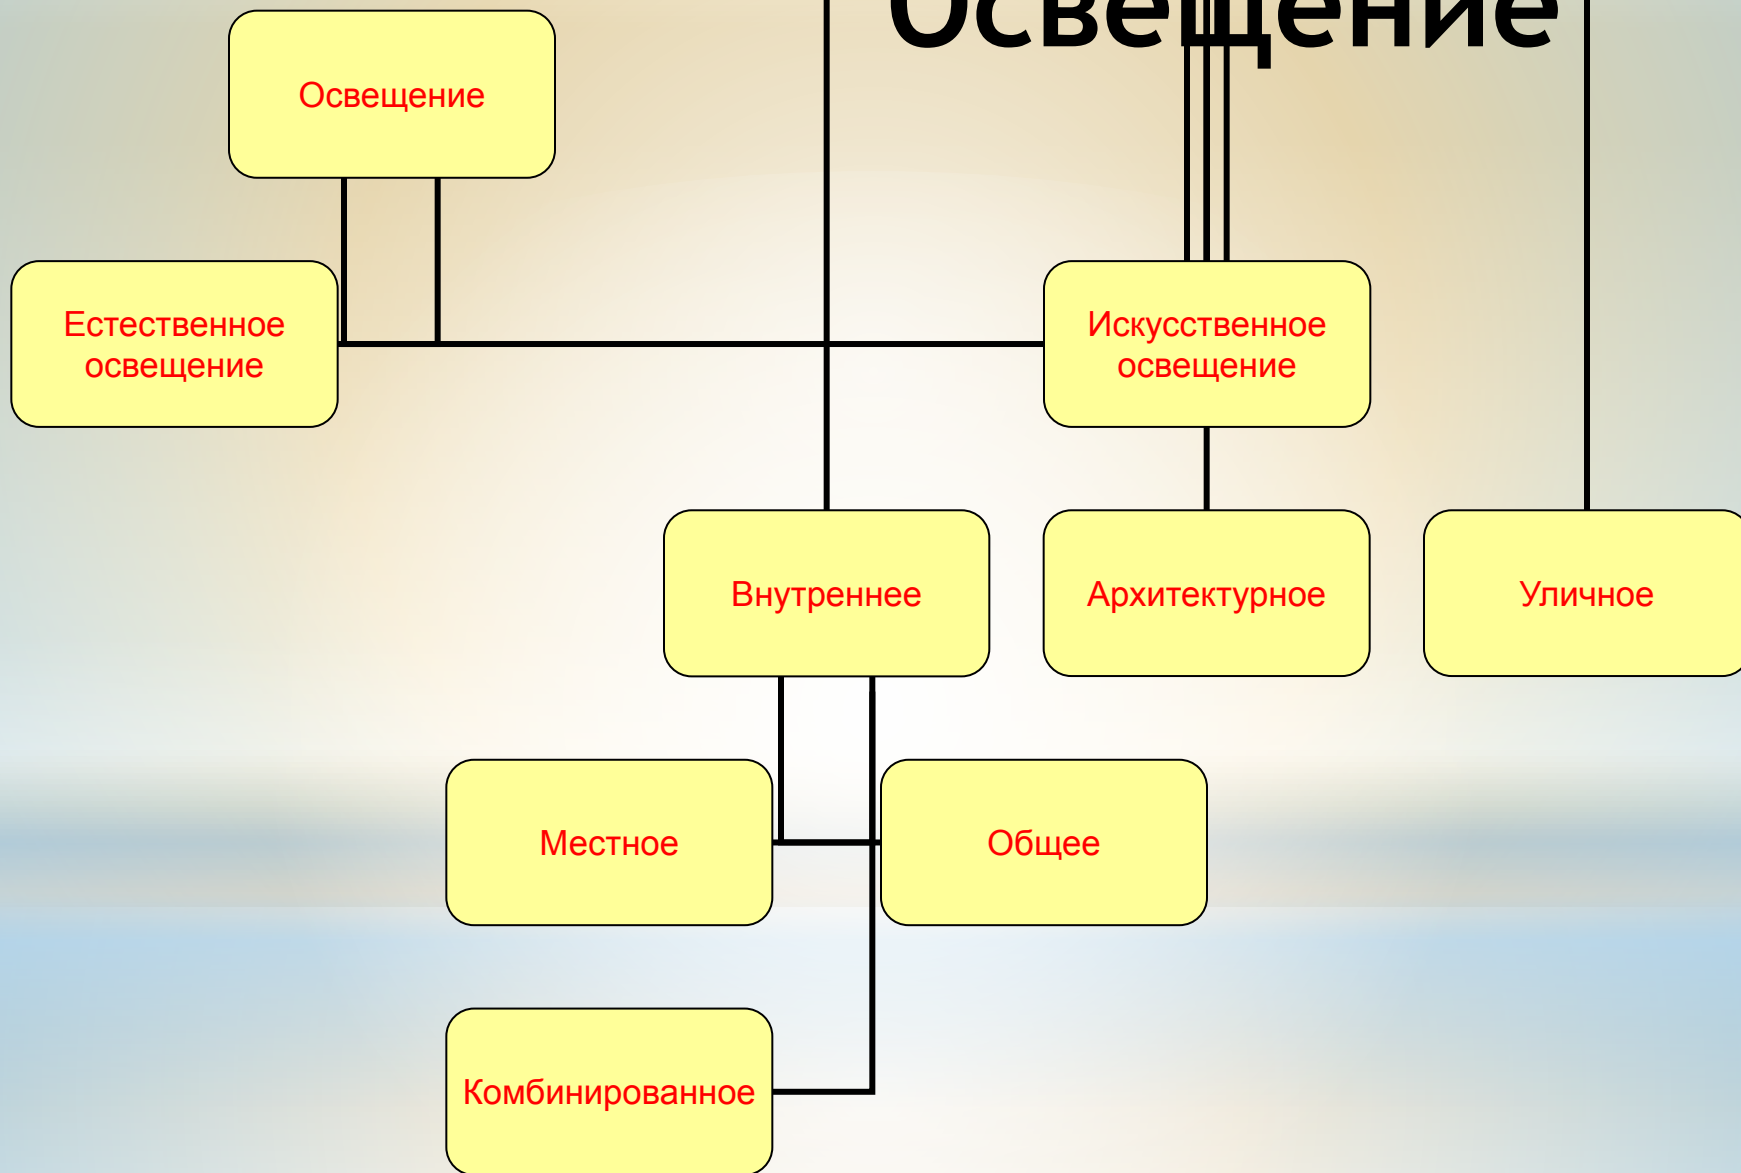 Освещение
Освещение
Естественное
освещение
Искусственное
освещение
Внутреннее
Архитектурное
Уличное
Местное
Общее
Комбинированное